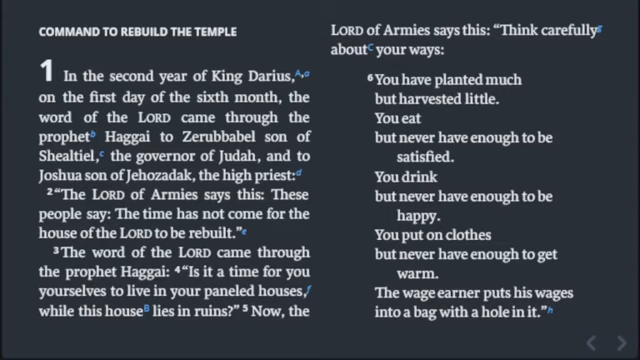 COMMAND TO REBUILD THE TEMPLE
1 In the second year of King Darius,A,a
on the first day of the sixth month, the
word of the LORD came through the
prophetb Haggai to Zerubbabel son of
Shealtiel,c the governor of Judah, and to
Joshua son of Jehozadak, the high priest:d
2 “The LORD of Armies says this: These
people say: The time has not come for the
house of the LORD to be rebuilt.”e
3 The word of the LORD came through
the prophet Haggai: 4 “Is it a time for you
yourselves to live in your paneled houses,f
while this houseB lies in ruins?” 5 Now, the
LORD of Armies says this: “Think carefullyg
aboutC your ways:
6 You have planted much
but harvested little.
You eat
but never have enough to be
satisfied.
You drink
but never have enough to be
happy.
You put on clothes
but never have enough to get
warm.
The wage earner puts his wages
into a bag with a hole in it.”h